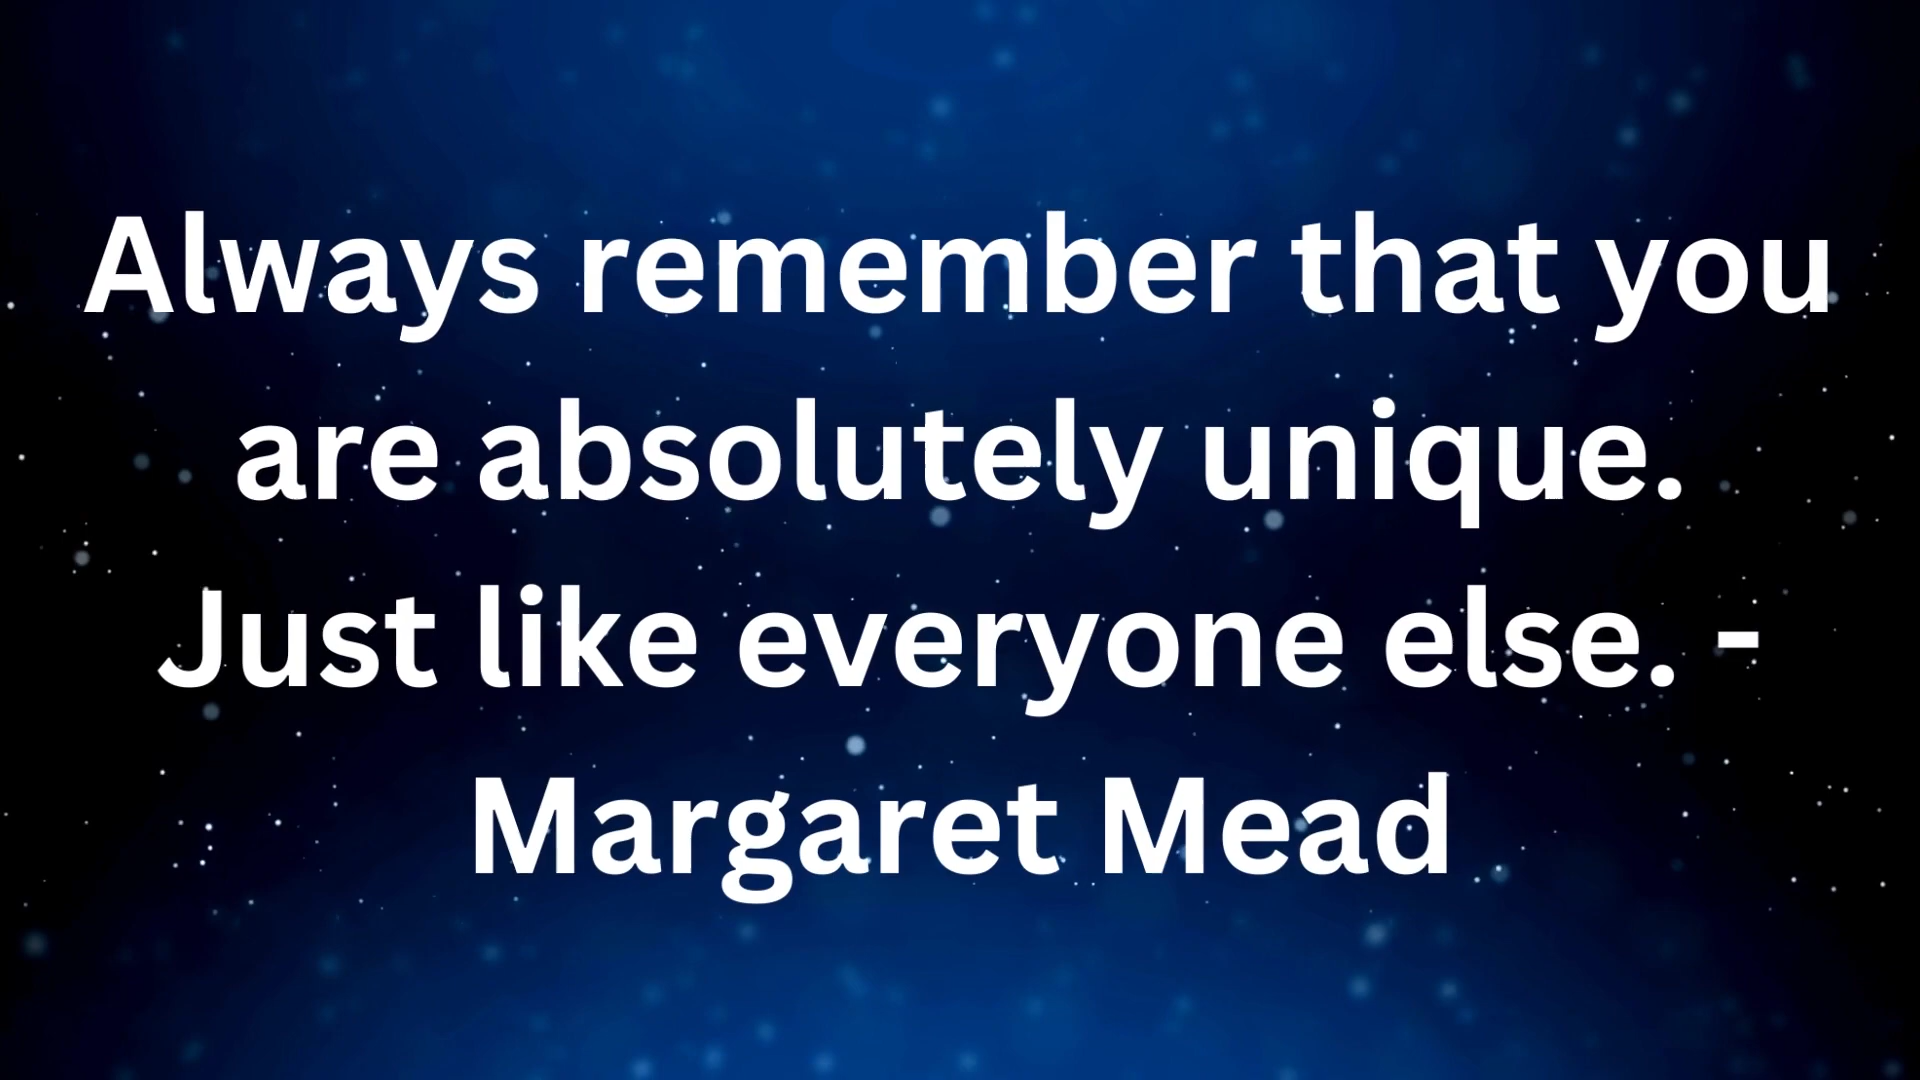 Always remember that you
are absolutely unique.
Just like everyone else. -
Margaret Mead